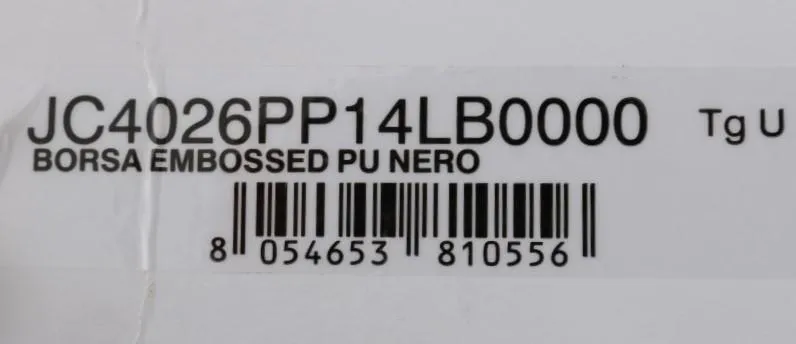 JC4026PP14LB0000 Tg U
BORSA EMBOSSED PU NERO
8 054653 810556